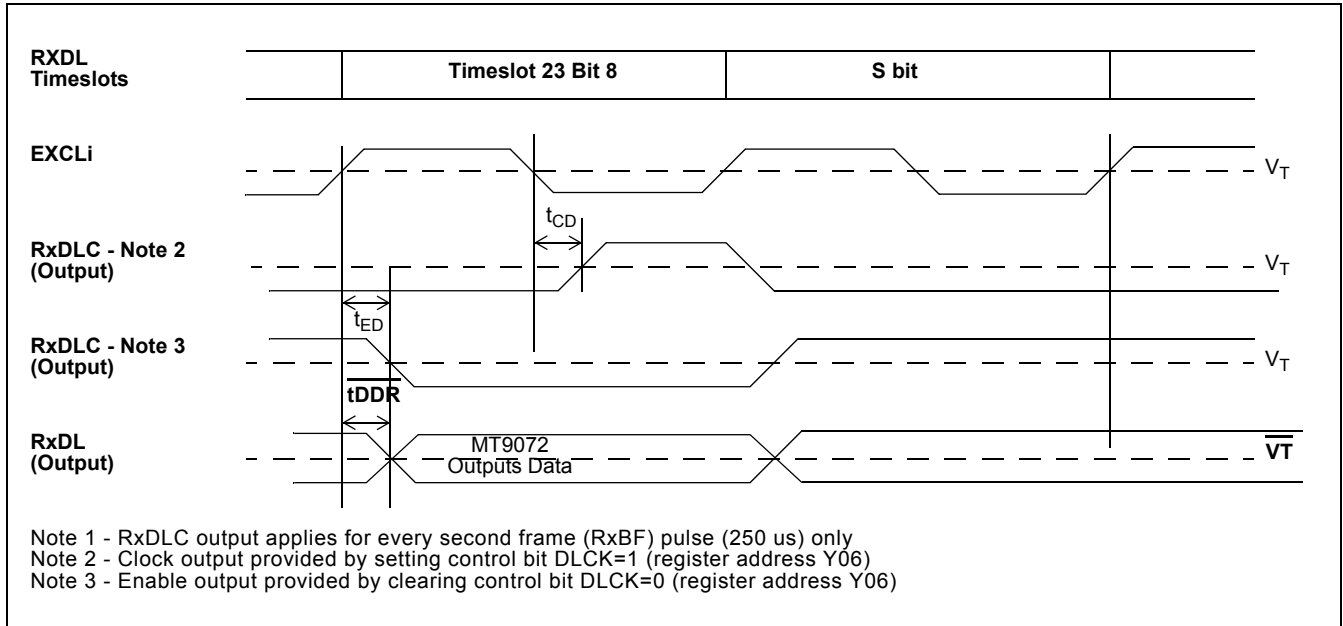 RXDL
Timeslots
Timeslot 23 Bit 8
S bit
EXCLi
VT
tCD
RxDLC - Note 2
(Output)
VT
tED
RxDLC - Note 3
(Output)
VT
tDDR
RxDL
(Output)
MT9072
Outputs Data
VT
Note 1 - RxDLC output applies for every second frame (RxBF) pulse (250 us) only
Note 2 - Clock output provided by setting control bit DLCK=1 (register address Y06)
Note 3 - Enable output provided by clearing control bit DLCK=0 (register address Y06)